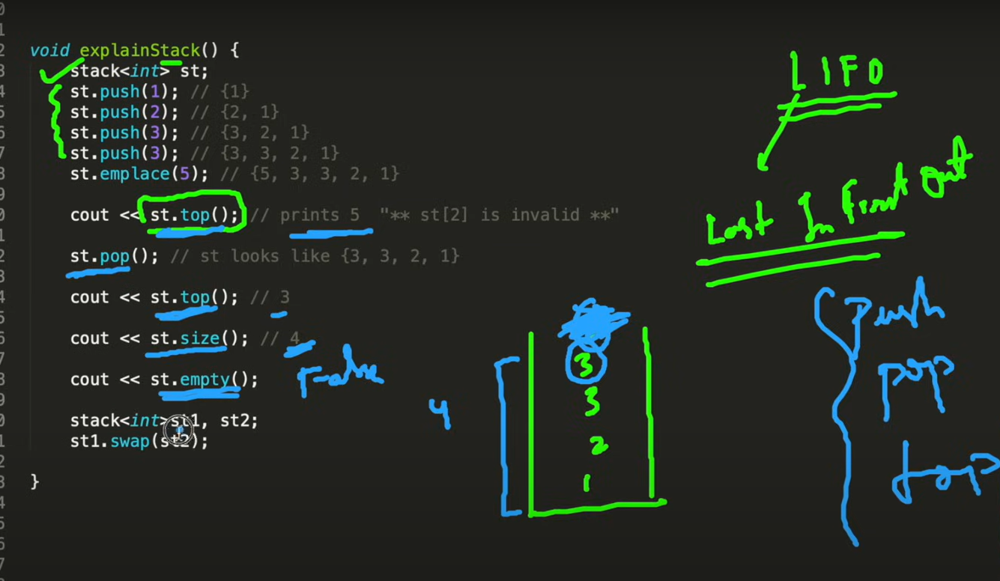 void explainStack() {
stack<int> st;
st.push(1); // {1}
st.push(2); // {2, 1}
st.push(3); // {3, 2, 1}
st.push(3); // {3, 3, 2, 1}
st.emplace(5); // {5, 3, 3, 2, 1}
cout << st.top(); // prints 5  "** st[2] is invalid **"
st.pop(); // st looks like {3, 3, 2, 1}
cout << st.top(); // 3
cout << st.size(); // 4
cout << st.empty();
False
stack<int>st1, st2;
st1.swap(st2);
}
LIFO
Last In First Out
3
3
2
1
4
push
pop
top